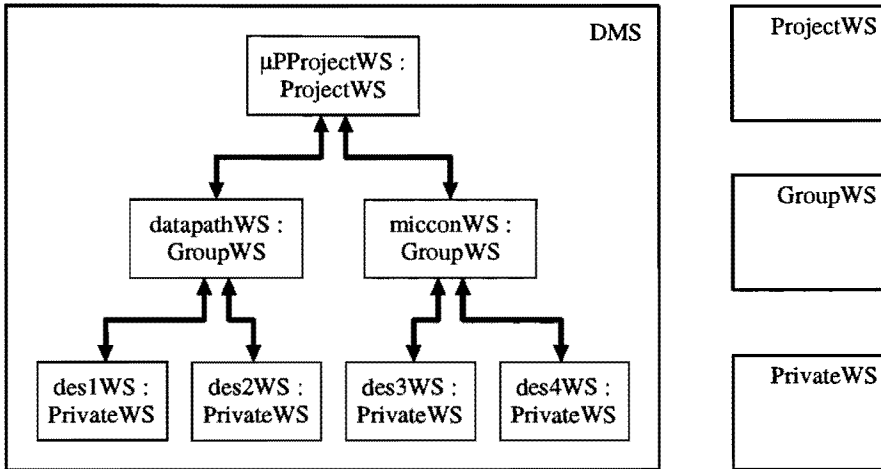 DMS
µPProjectWS :
ProjectWS
datapathWS :
GroupWS
micconWS :
GroupWS
des1WS :
PrivateWS
des2WS :
PrivateWS
des3WS :
PrivateWS
des4WS :
PrivateWS
ProjectWS
GroupWS
PrivateWS